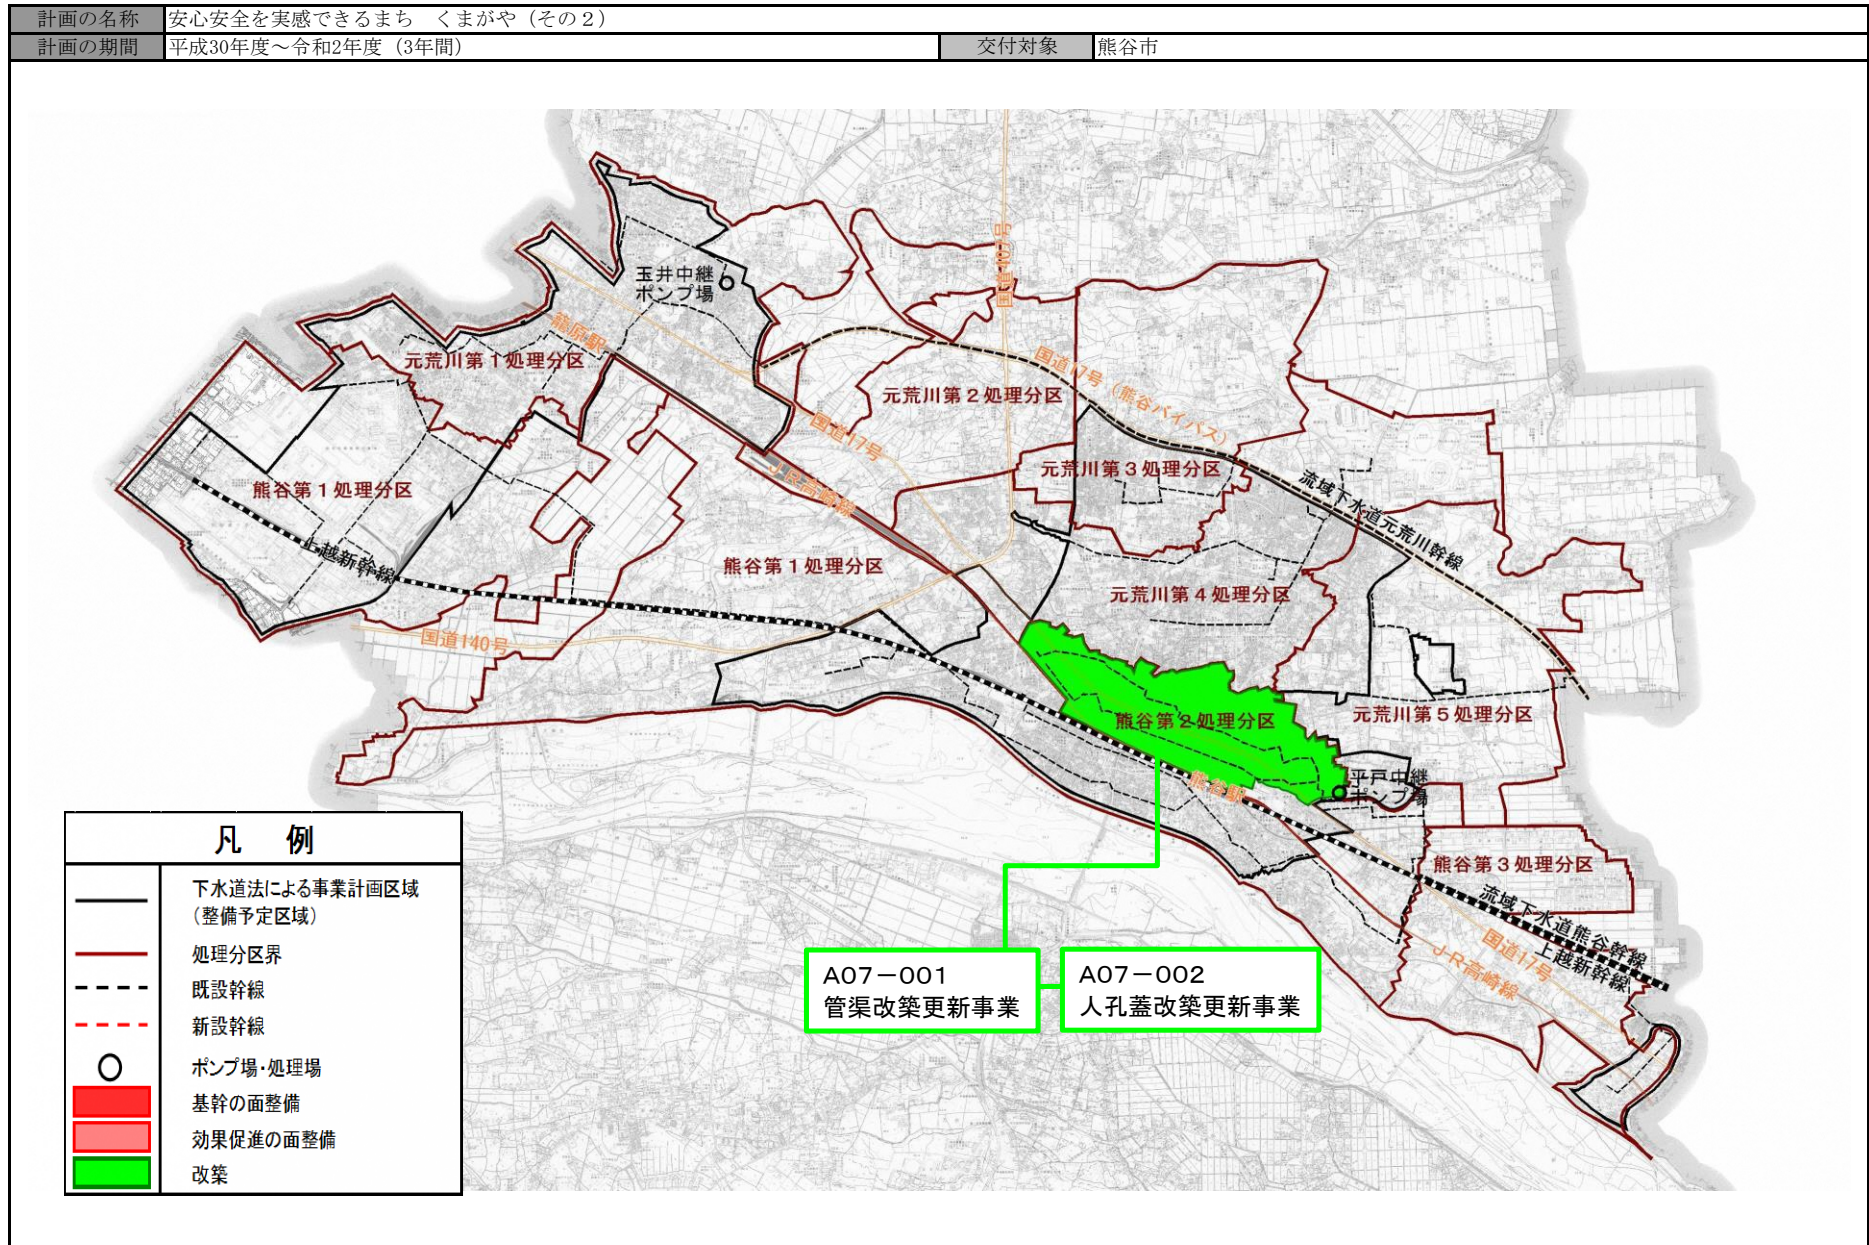 計画の名称 安心安全を実感できるまち くまがや（その２）
計画の期間 平成30年度～令和2年度（3年間） 交付対象 熊谷市
国道407号
玉井中継
ポンプ場
籠原駅
元荒川第１処理分区
国道17号（熊谷バイパス）
元荒川第２処理分区
国道17号
JR高崎線
元荒川第３処理分区
熊谷第１処理分区
流域下水道元荒川幹線
上越新幹線
熊谷第１処理分区
元荒川第４処理分区
国道140号
熊谷第２処理分区
元荒川第５処理分区
熊谷駅
平戸中継
ポンプ場
熊谷第３処理分区
流域下水道熊谷幹線
上越新幹線
国道17号
J-R高崎線
A07－001
管渠改築更新事業
A07－002
人孔蓋改築更新事業
凡 例
下水道法による事業計画区域
（整備予定区域）
処理分区界
既設幹線
新設幹線
ポンプ場・処理場
基幹の面整備
効果促進の面整備
改築